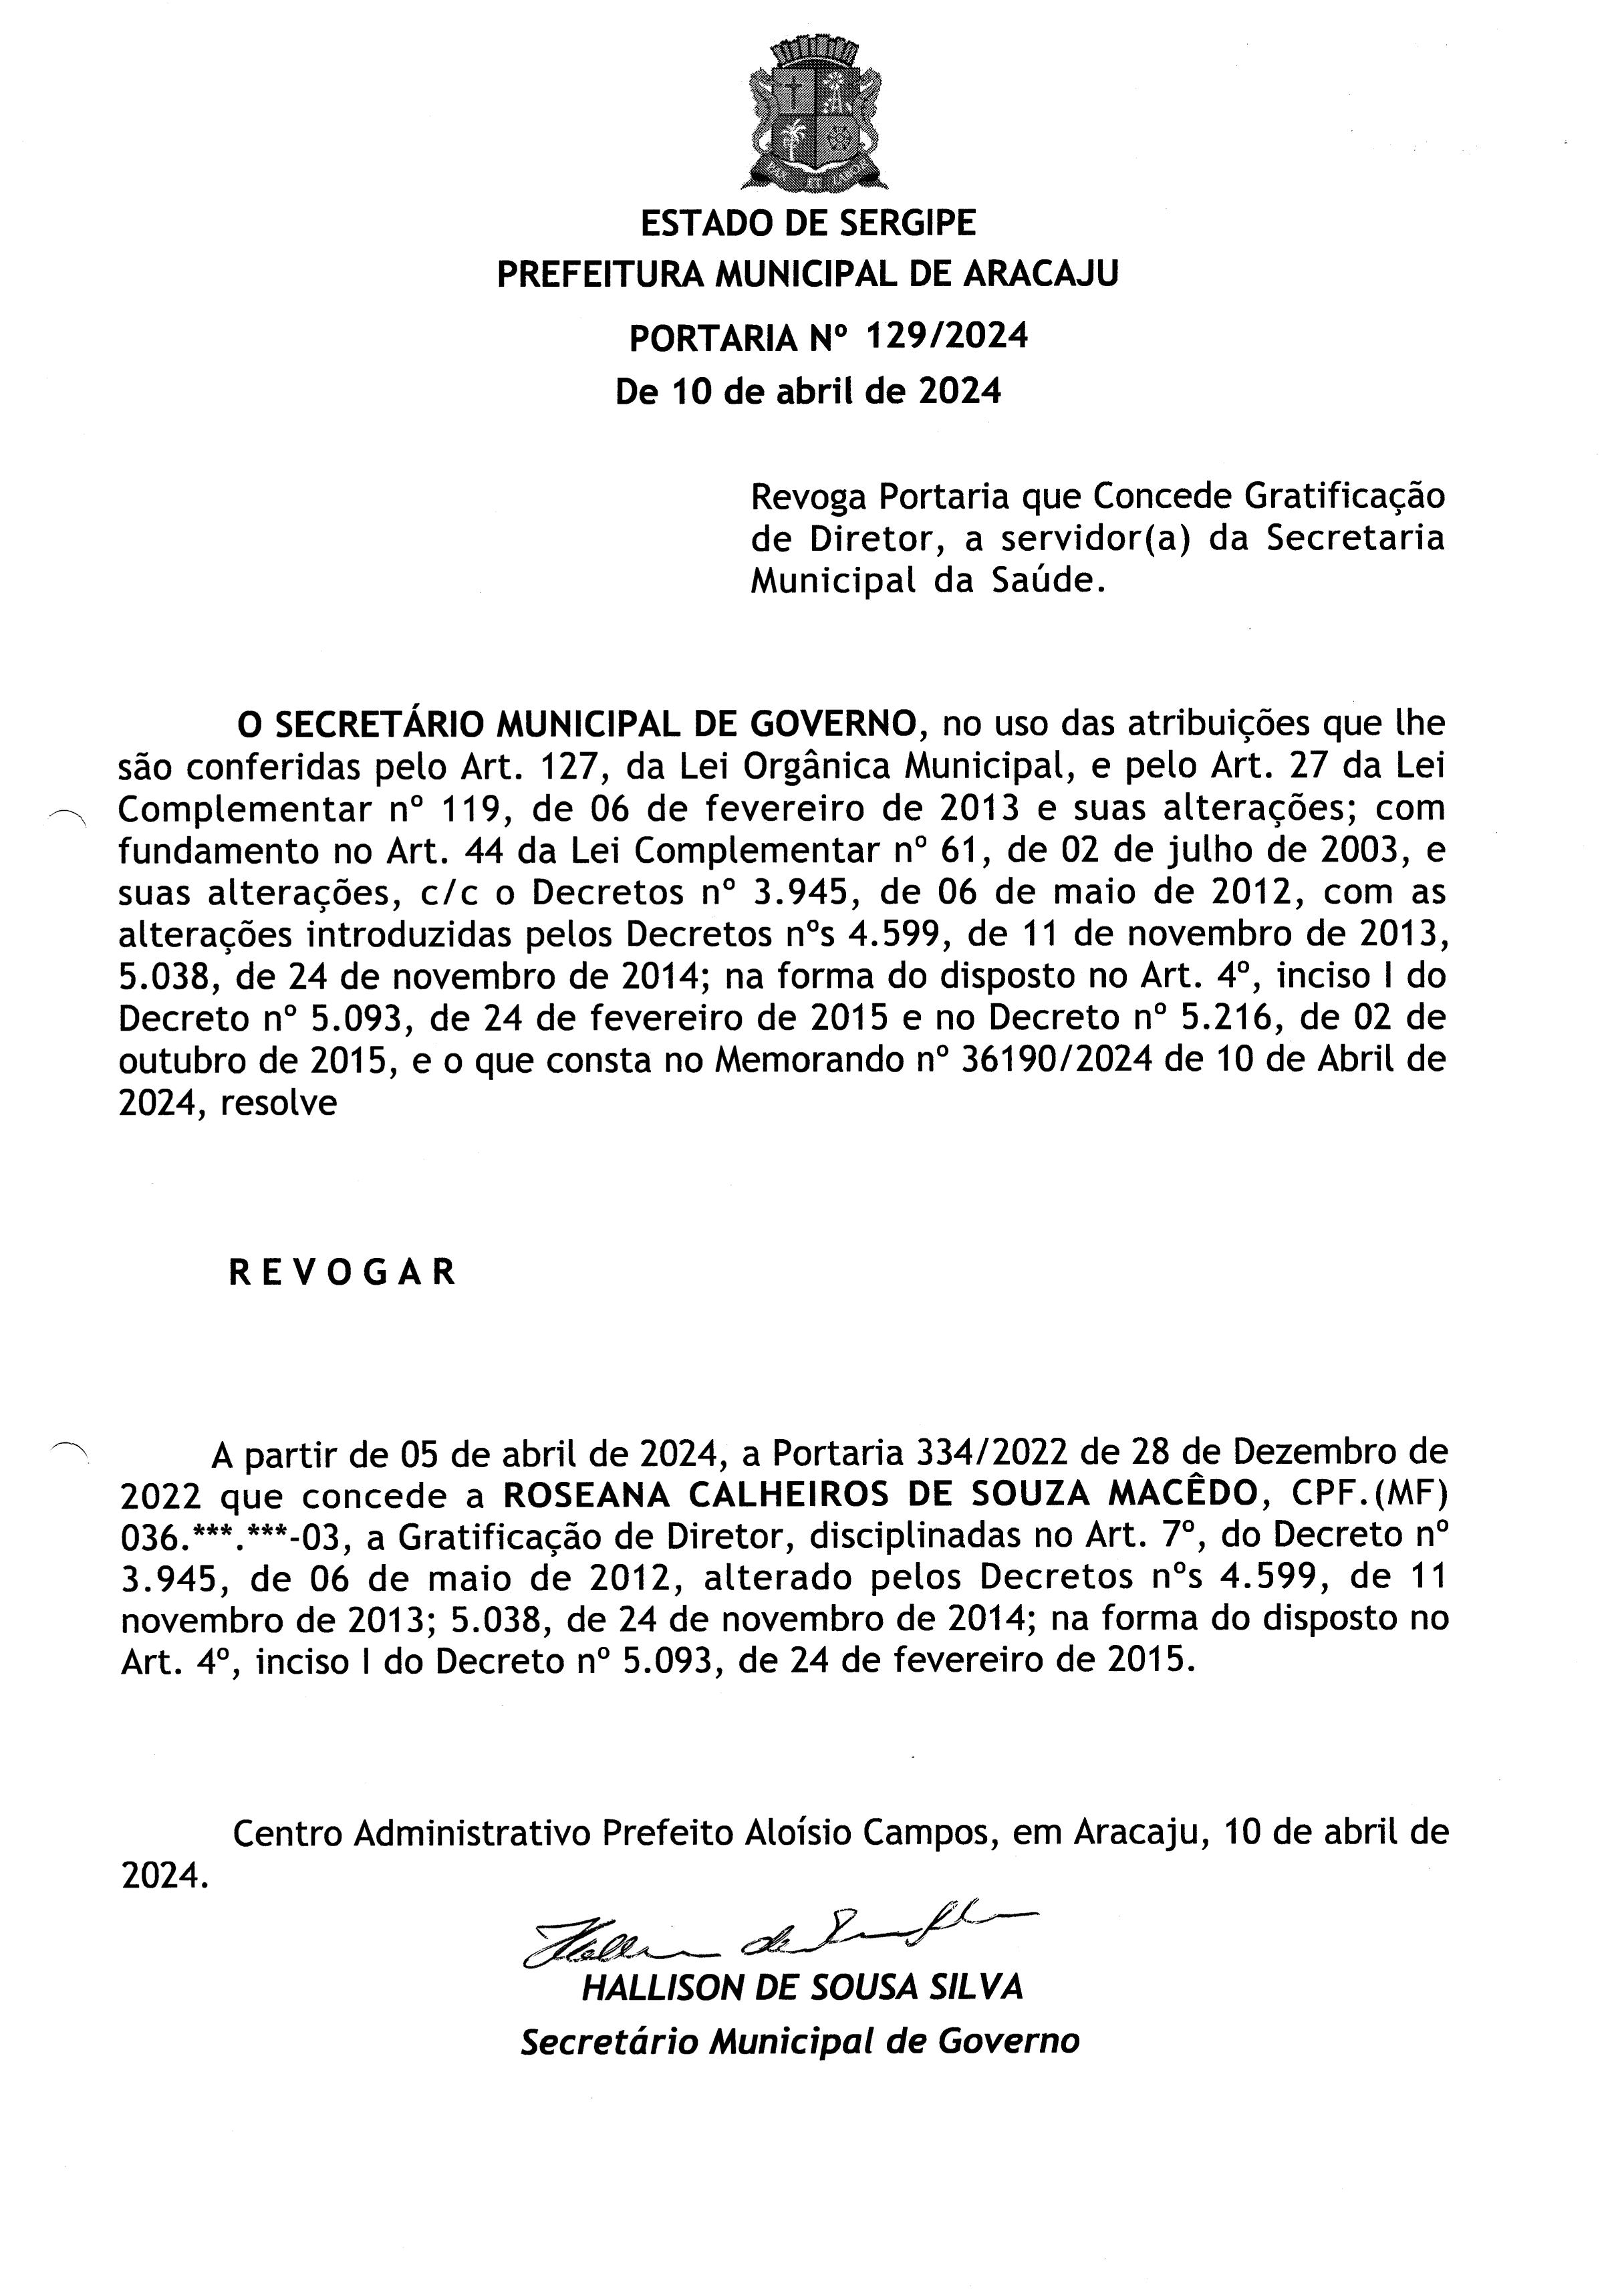 PAX ET LABOR
ESTADO DE SERGIPE
PREFEITURA MUNICIPAL DE ARACAJU
PORTARIA Nº 129/2024
De 10 de abril de 2024
Revoga Portaria que Concede Gratificação
de Diretor, a servidor(a) da Secretaria
Municipal da Saúde.
O SECRETÁRIO MUNICIPAL DE GOVERNO, no uso das atribuições que lhe
são conferidas pelo Art. 127, da Lei Orgânica Municipal, e pelo Art. 27 da Lei
Complementar nº 119, de 06 de fevereiro de 2013 e suas alterações; com
fundamento no Art. 44 da Lei Complementar nº 61, de 02 de julho de 2003, e
suas alterações, c/c o Decretos nº 3.945, de 06 de maio de 2012, com as
alterações introduzidas pelos Decretos nºs 4.599, de 11 de novembro de 2013,
5.038, de 24 de novembro de 2014; na forma do disposto no Art. 4º, inciso I do
Decreto nº 5.093, de 24 de fevereiro de 2015 e no Decreto nº 5.216, de 02 de
outubro de 2015, e o que consta no Memorando nº 36190/2024 de 10 de Abril de
2024, resolve
R E V O G A R
A partir de 05 de abril de 2024, a Portaria 334/2022 de 28 de Dezembro de
2022 que concede a ROSEANA CALHEIROS DE SOUZA MACÊDO, CPF.(MF)
036.***.***-03, a Gratificação de Diretor, disciplinadas no Art. 7º, do Decreto nº
3.945, de 06 de maio de 2012, alterado pelos Decretos nºs 4.599, de 11
novembro de 2013; 5.038, de 24 de novembro de 2014; na forma do disposto no
Art. 4º, inciso I do Decreto nº 5.093, de 24 de fevereiro de 2015.
Centro Administrativo Prefeito Aloísio Campos, em Aracaju, 10 de abril de
2024.
HALLISON DE SOUSA SILVA
Secretário Municipal de Governo